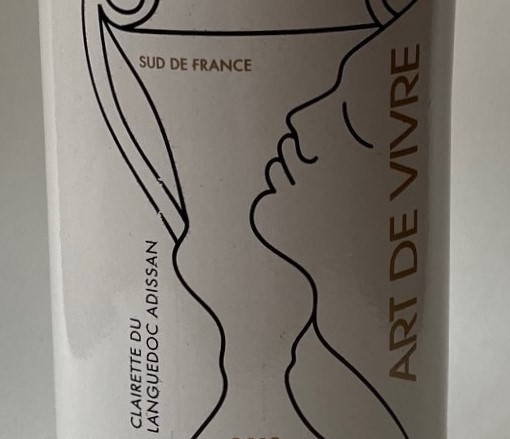 SUD DE FRANCE
ART DE VIVRE
CLAIRETTE DU
LANGUEDOC ADISSAN